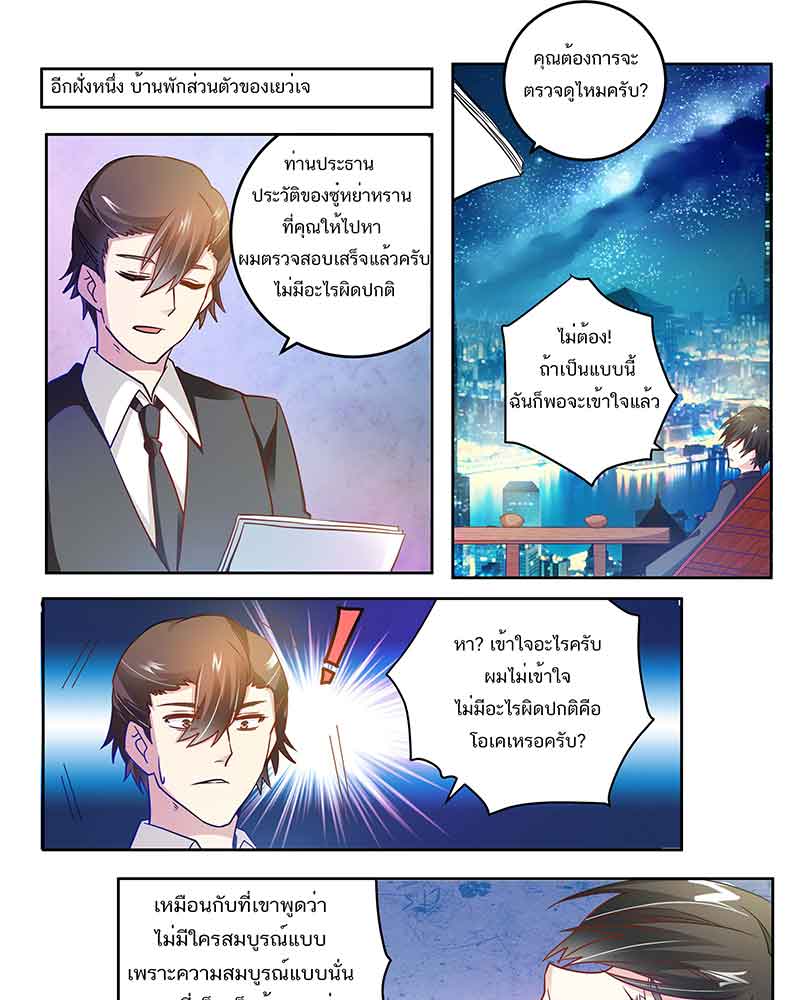 อีกฝั่งหนึ่ง บ้านพักส่วนตัวของเยว่เจ
ท่านประธาน
ประวัติของซู่หย่าหราน
ที่คุณให้ไปหา
ผมตรวจสอบเสร็จแล้วครับ
ไม่มีอะไรผิดปกติ
คุณต้องการจะ
ตรวจดูไหมครับ?
ไม่ต้อง!
ถ้าเป็นแบบนี้
ฉันก็พอจะเข้าใจแล้ว
หา? เข้าใจอะไรครับ
ผมไม่เข้าใจ
ไม่มีอะไรผิดปกติคือ
โอเคเหรอครับ?
เหมือนกับที่เขาพูดว่า
ไม่มีใครสมบูรณ์แบบ
เพราะความสมบูรณ์แบบนั่น